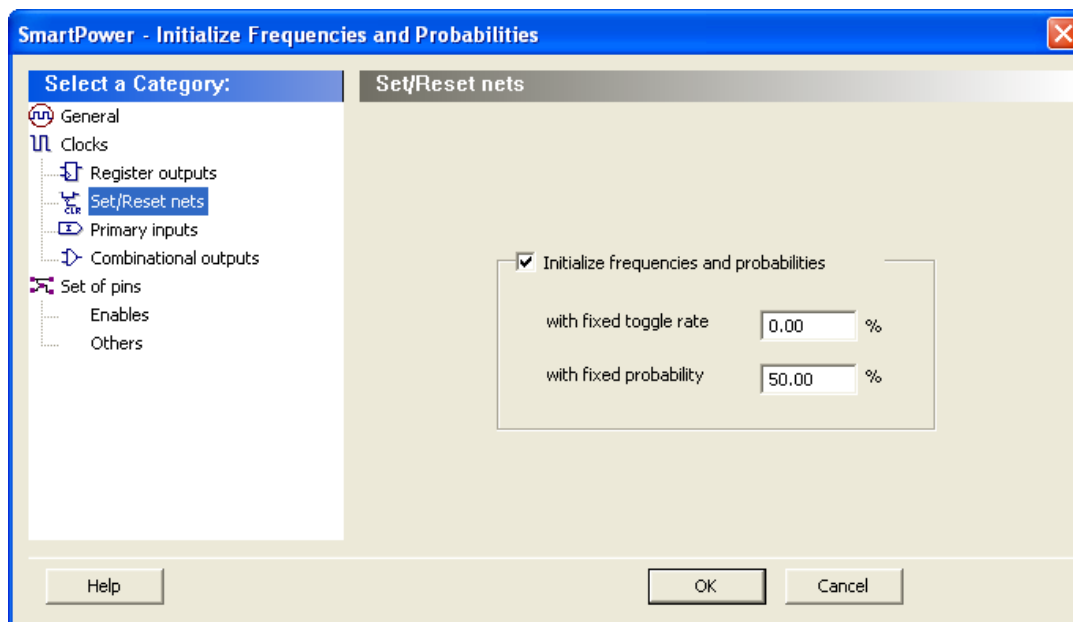 SmartPower - Initialize Frequencies and Probabilities
Select a Category:
Set/Reset nets
General
Clocks
Register outputs
CLR
Set/Reset nets
Primary inputs
Combinational outputs
Set of pins
Enables
Others
Initialize frequencies and probabilities
with fixed toggle rate 0.00 %
with fixed probability 50.00 %
Help OK Cancel